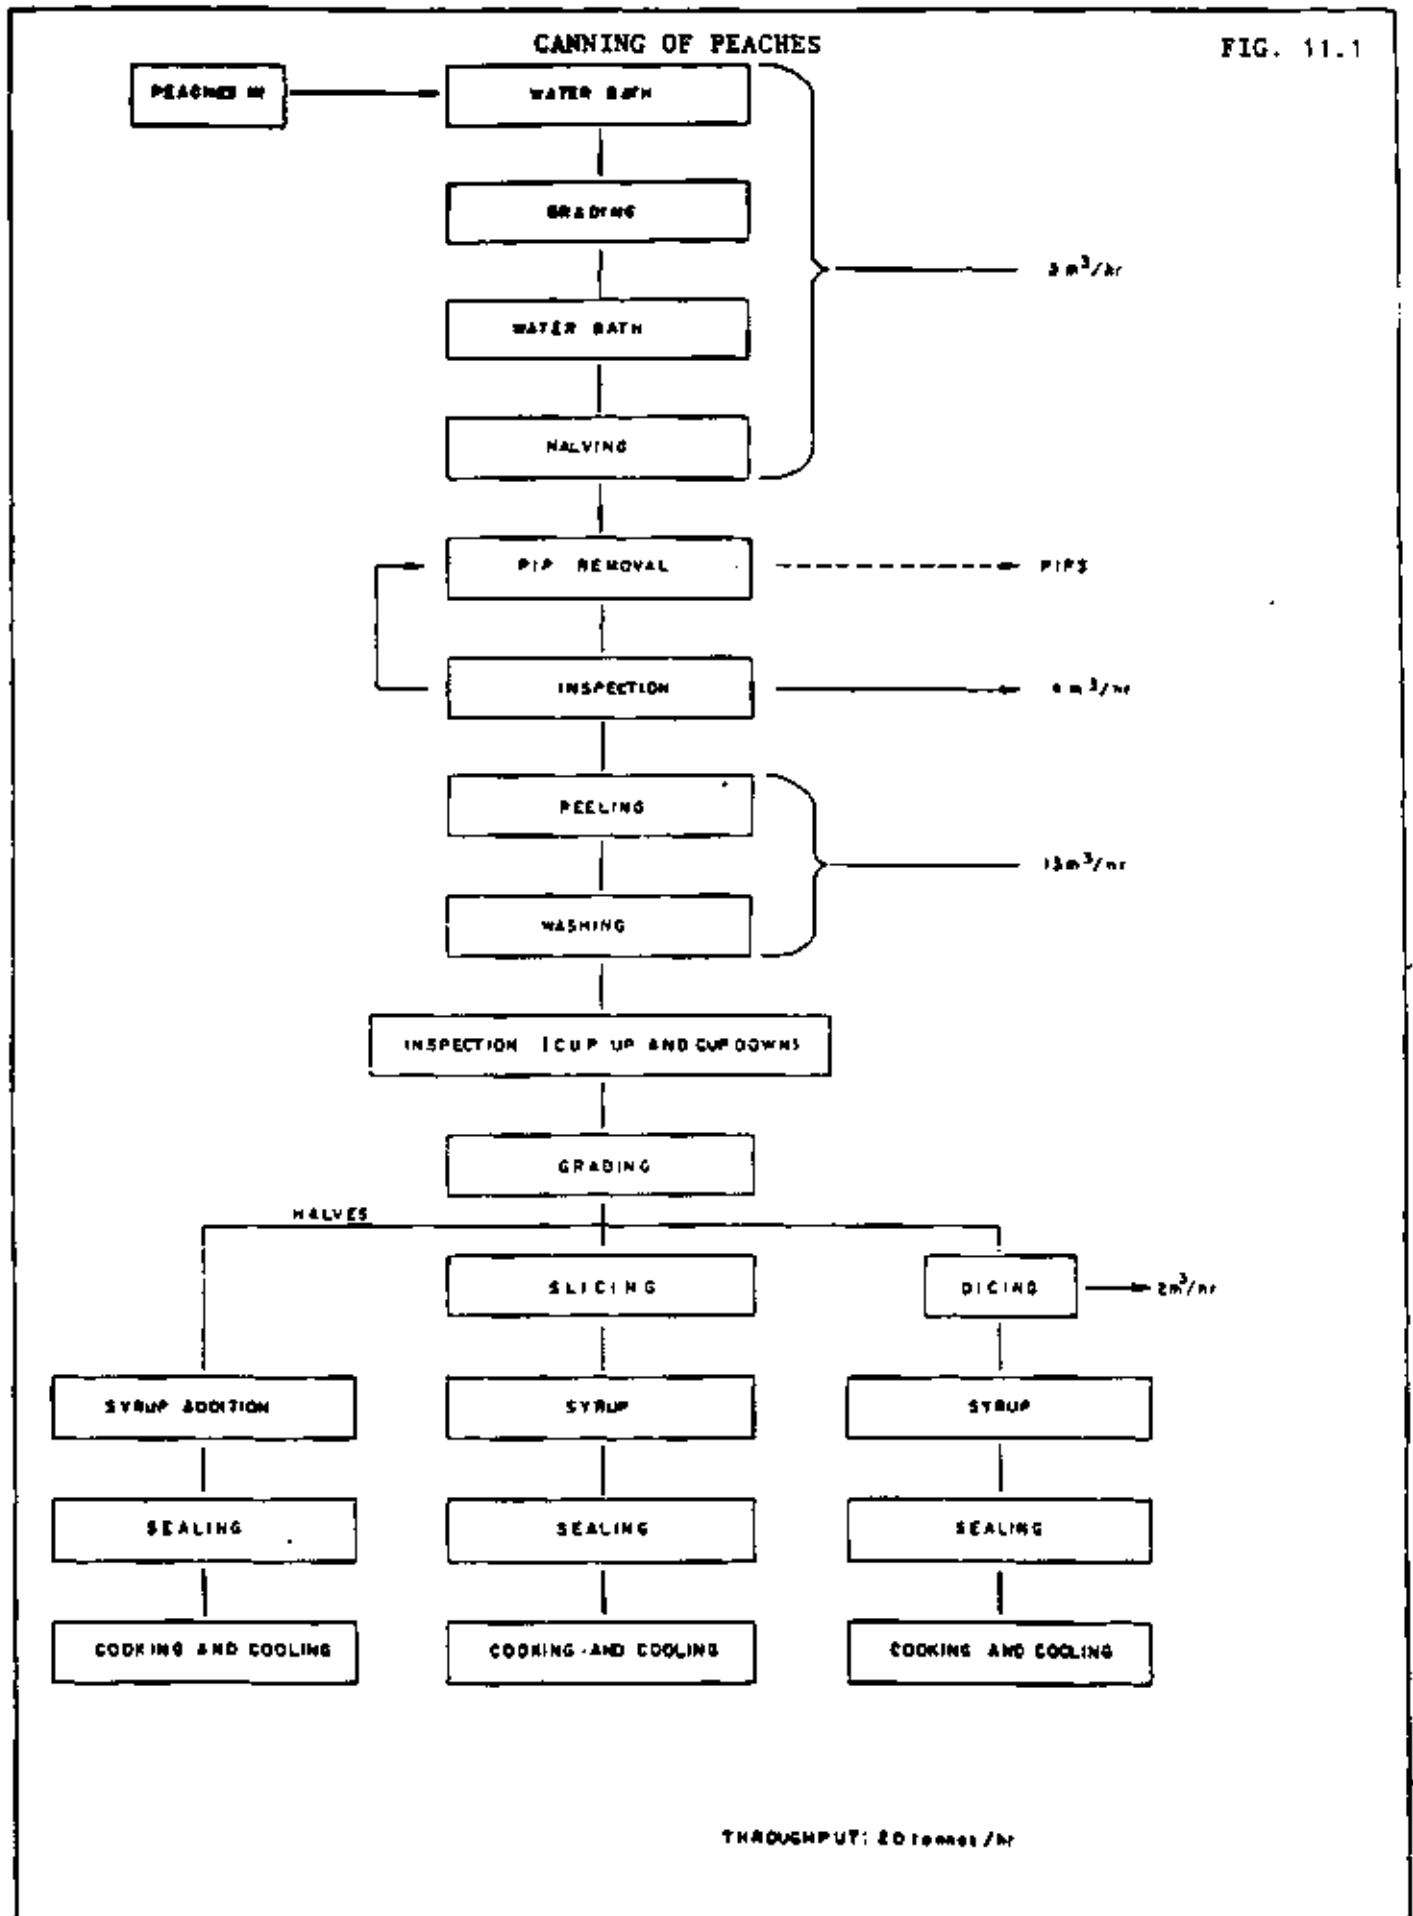 CANNING OF PEACHES
FIG. 11.1
PEACHES IN
WATER BATH
GRADING
m³/hr
WATER BATH
HALVING
PIP REMOVAL
PIPS
INSPECTION
m³/hr
PEELING
m³/hr
WASHING
INSPECTION (CUP UP AND CUP DOWN)
GRADING
HALVES
SLICING
DICING
2m³/hr
SYRUP ADDITION
SYRUP
SYRUP
SEALING
SEALING
SEALING
COOKING AND COOLING
COOKING AND COOLING
COOKING AND COOLING
THROUGHPUT: 20 tonnes/hr